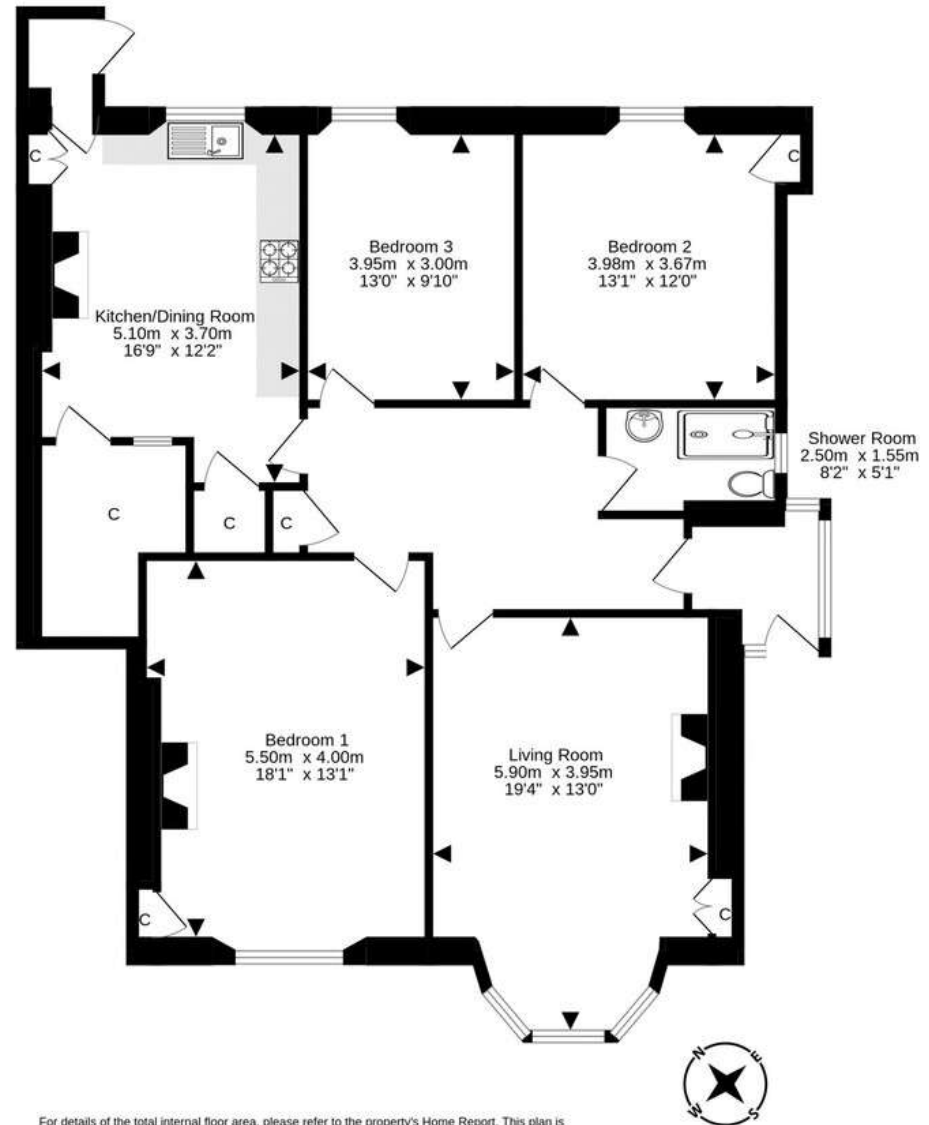 C
C
Bedroom 3
3.95m x 3.00m
13'0" x 9'10"
Bedroom 2
3.98m x 3.67m
13'1" x 12'0"
Kitchen/Dining Room
5.10m x 3.70m
16'9" x 12'2"
Shower Room
2.50m x 1.55m
8'2" x 5'1"
C
C
C
Bedroom 1
5.50m x 4.00m
18'1" x 13'1"
Living Room
5.90m x 3.95m
19'4" x 13'0"
C
C
N
E
W
S
For details of the total internal floor area, please refer to the property's Home Report. This plan is